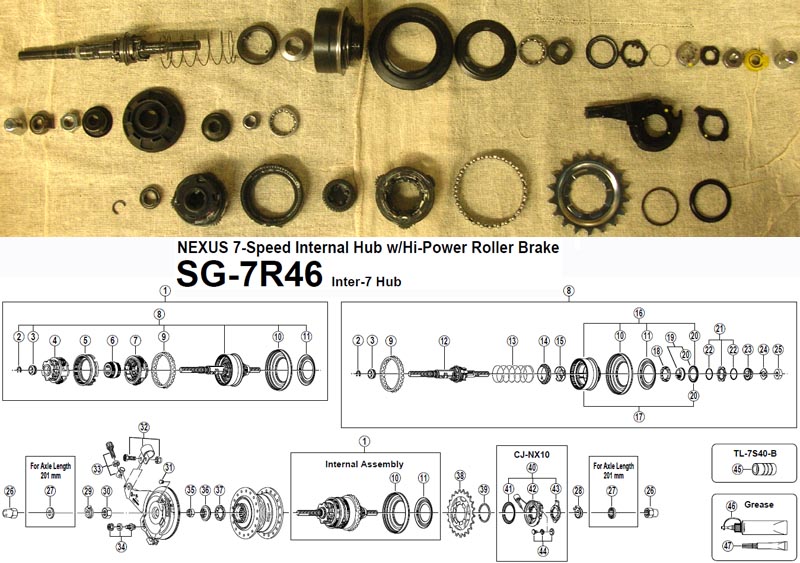 NEXUS 7-Speed Internal Hub w/Hi-Power Roller Brake
SG-7R46 Inter-7 Hub
1
8
2 3 4 5 6 7 9 10 11
8
16
2 3 9 12 13 14 15 10 11 18 19 20 20 21 22 22 23 24 25
20
17
32
33
31
For Axle Length
201 mm
26 27 29 30
34
35 36 37
1
Internal Assembly
10 11
38 39
CJ-NX10
40
41 42 43
44
28
For Axle Length
201 mm
27
26
TL-7S40-B
45
Grease
46
47